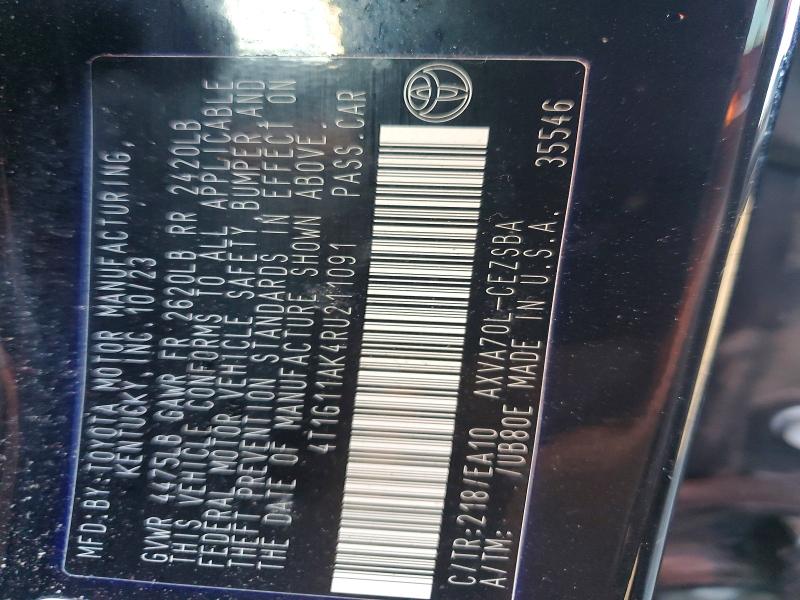 MFD.BY:TOYOTA MOTOR MANUFACTURING,
KENTUCKY, INC. 10/23
GVWR 4475LB GAWR FR 2620LB RR 2420LB
THIS VEHICLE CONFORMS TO ALL APPLICABLE
FEDERAL MOTOR VEHICLE SAFETY BUMPER AND
THEFT PREVENTION STANDARDS IN EFFECT ON
THE DATE OF MANUFACTURE SHOWN ABOVE.
4T1G11AK4RU211091 PASS.CAR
C/TR:218/EA10 AXVA70L-CEZSBA
A/TM: /UB80E MADE IN U.S.A. 35546